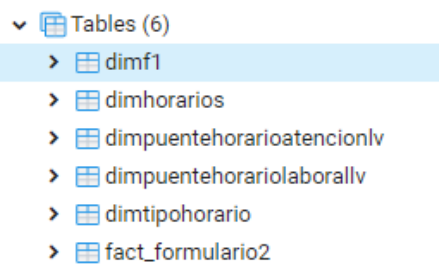 Tables (6)
dimf1
dimhorarios
dimpuentehorarioatencionlv
dimpuentehorariolaborallv
dimtipohorario
fact_formulario2